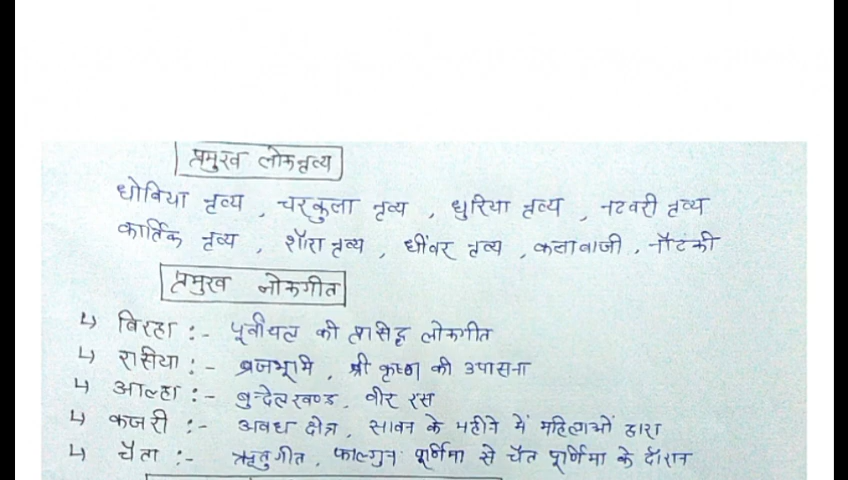 प्रमुख लोकनृत्य
धोबिया नृत्य , चरकुला नृत्य , धुरिया नृत्य , नटवरी नृत्य
कार्तिक नृत्य , शौरा नृत्य , धींवर नृत्य , कलाबाजी , नौटंकी
प्रमुख लोकगीत
↳ बिरहा :- पूर्वांचल की प्रसिद्ध लोकगीत
↳ रासिया :- ब्रजभूमि , श्री कृष्ण की उपासना
↳ आल्हा :- बुन्देलखण्ड , वीर रस
↳ कजरी :- अवध क्षेत्र , सावन के महीने में महिलाओं द्वारा
↳ चैता :- ऋतु गीत , फाल्गुन पूर्णिमा से चैत पूर्णिमा के दौरान